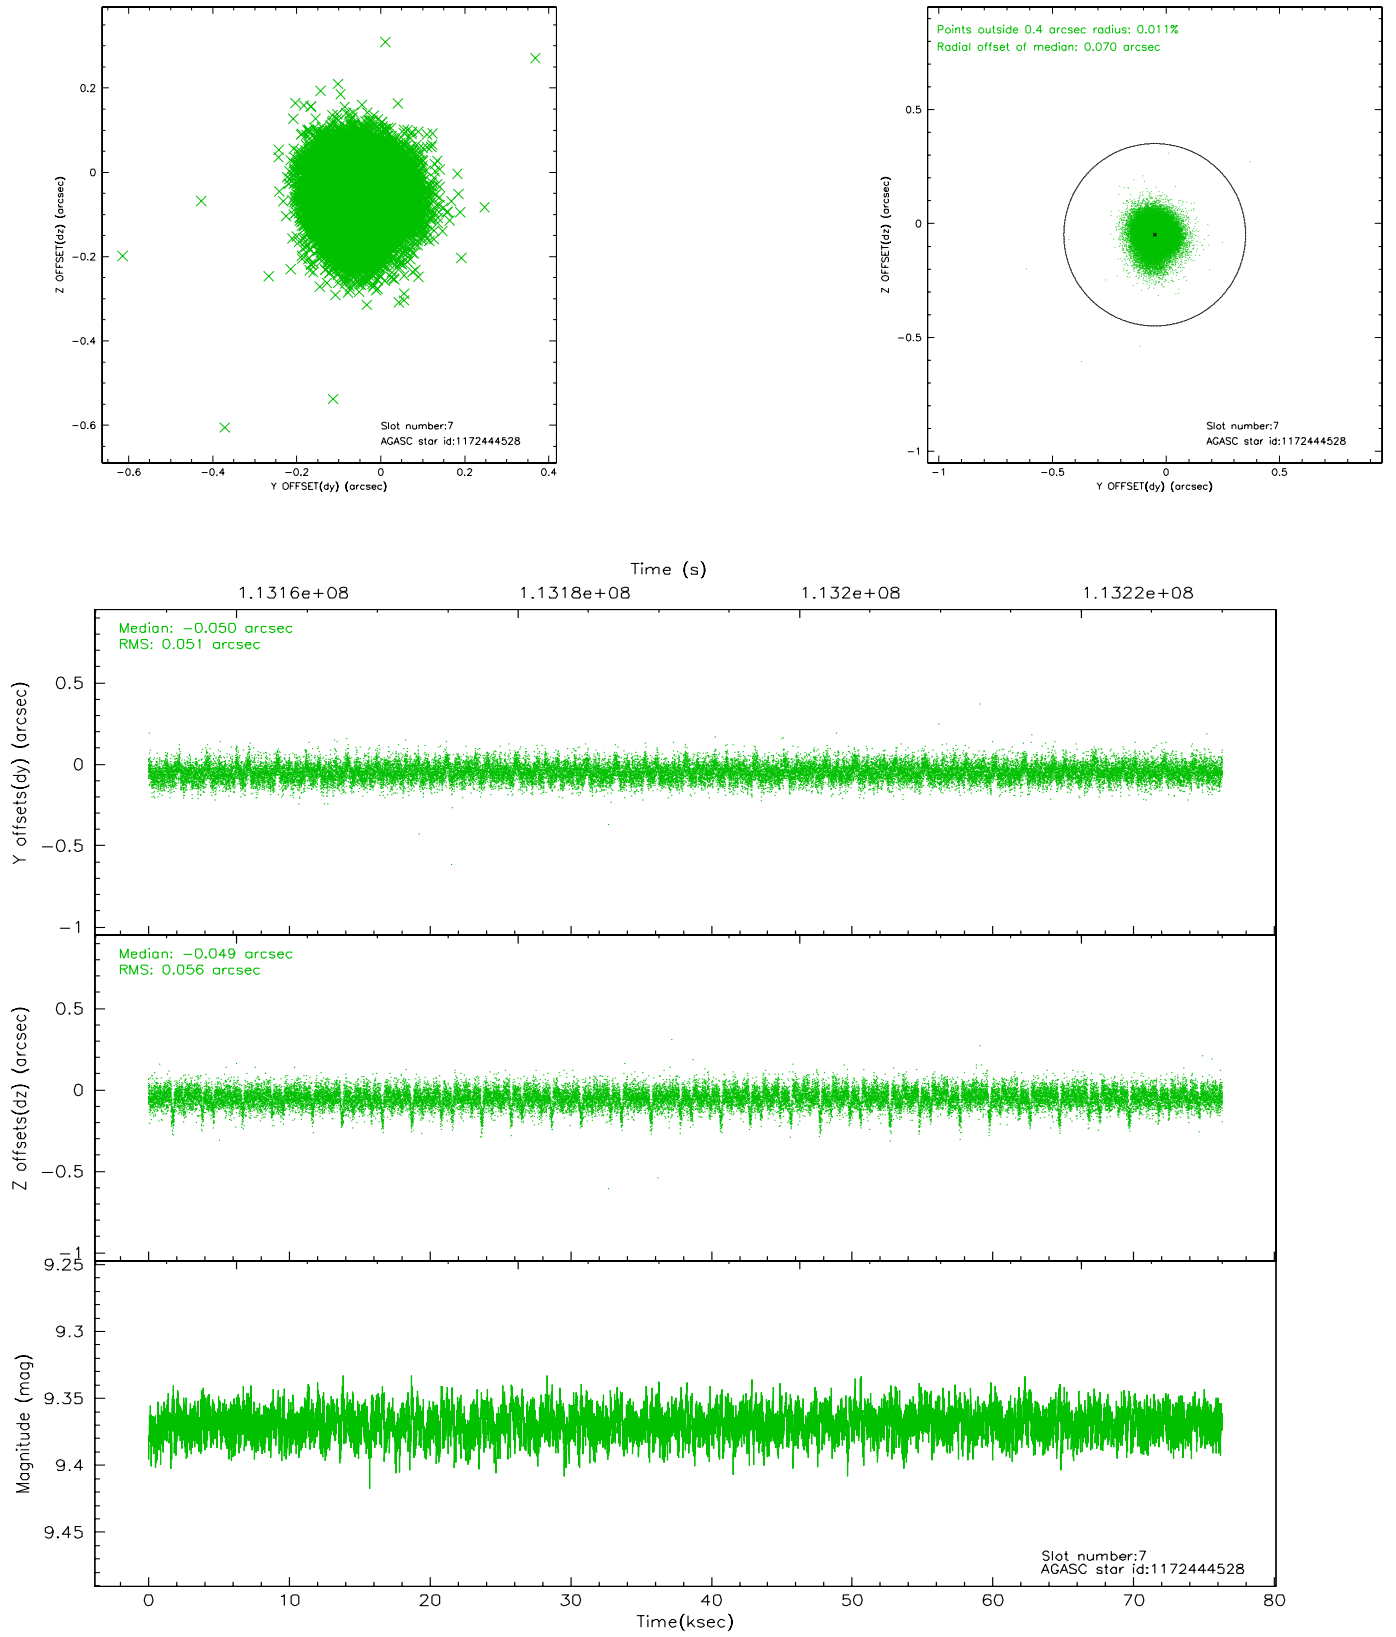 0.2
0
−0.2
−0.4
−0.6
Z OFFSET(dz) (arcsec)
−0.6
−0.4
−0.2
0
0.2
0.4
Y OFFSET(dy) (arcsec)
Slot number:7
AGASC star id:1172444528
Points outside 0.4 arcsec radius: 0.011%
Radial offset of median: 0.070 arcsec
0.5
0
−0.5
−1
Z OFFSET(dz) (arcsec)
−1
−0.5
0
0.5
Y OFFSET(dy) (arcsec)
Slot number:7
AGASC star id:1172444528
Time (s)
1.1316e+08
1.1318e+08
1.132e+08
1.1322e+08
Median: −0.050 arcsec
RMS: 0.051 arcsec
0.5
0
−0.5
−1
Y offsets(dy) (arcsec)
Median: −0.049 arcsec
RMS: 0.056 arcsec
0.5
0
−0.5
−1
Z offsets(dz) (arcsec)
9.25
9.3
9.35
9.4
9.45
Magnitude (mag)
Slot number:7
AGASC star id:1172444528
0
10
20
30
40
50
60
70
80
Time(ksec)